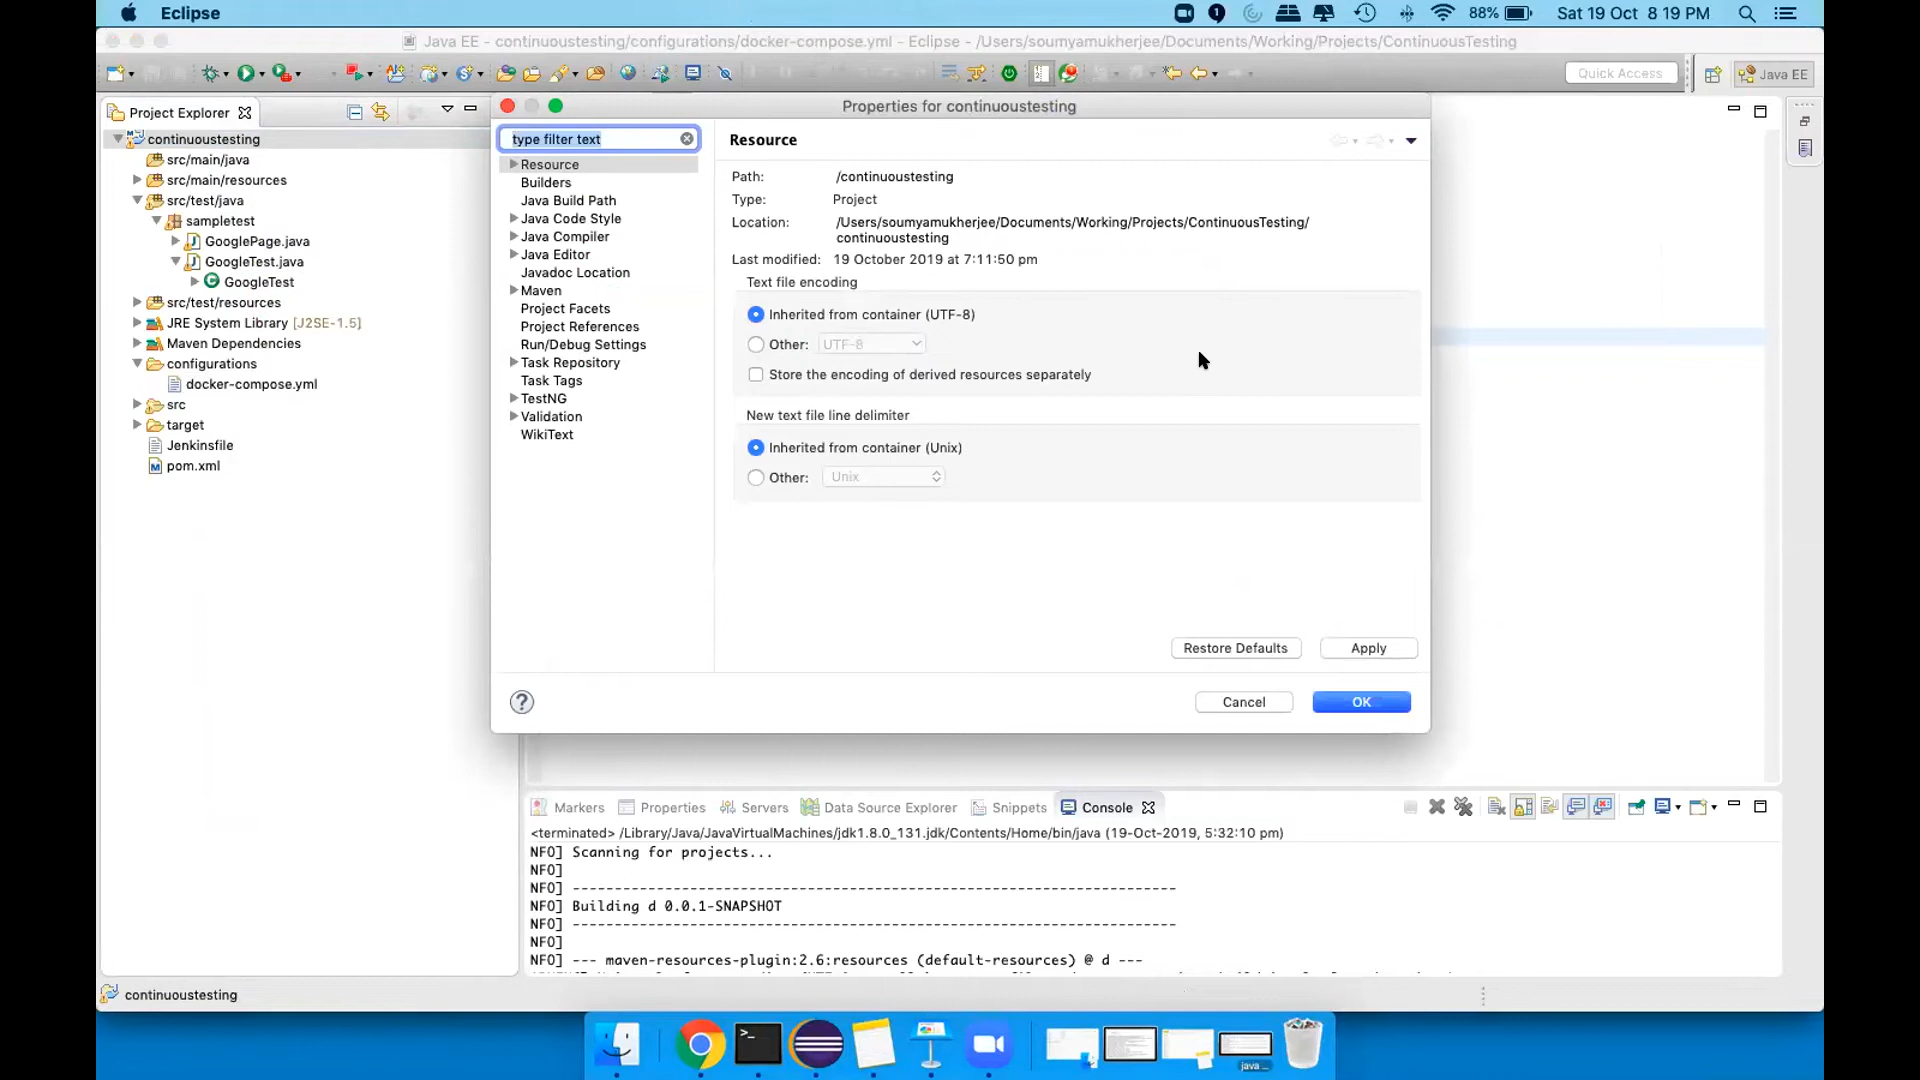 Eclipse
88%
Sat 19 Oct 8:19 PM
Java EE - continuoustesting/configurations/docker-compose.yml - Eclipse - /Users/soumyamukherjee/Documents/Working/Projects/ContinuousTesting
Quick Access
Java EE
Project Explorer
continuoustesting
src/main/java
src/main/resources
src/test/java
sampletest
GooglePage.java
GoogleTest.java
GoogleTest
src/test/resources
JRE System Library [J2SE-1.5]
Maven Dependencies
configurations
docker-compose.yml
src
target
Jenkinsfile
pom.xml
Properties for continuoustesting
type filter text
Resource
Builders
Java Build Path
Java Code Style
Java Compiler
Java Editor
Javadoc Location
Maven
Project Facets
Project References
Run/Debug Settings
Task Repository
Task Tags
TestNG
Validation
WikiText
Resource
Path: /continuoustesting
Type: Project
Location: /Users/soumyamukherjee/Documents/Working/Projects/ContinuousTesting/
continuoustesting
Last modified: 19 October 2019 at 7:11:50 pm
Text file encoding
Inherited from container (UTF-8)
Other: UTF-8
Store the encoding of derived resources separately
New text file line delimiter
Inherited from container (Unix)
Other: Unix
Restore Defaults
Apply
?
Cancel
OK
Markers
Properties
Servers
Data Source Explorer
Snippets
Console
<terminated> /Library/Java/JavaVirtualMachines/jdk1.8.0_131.jdk/Contents/Home/bin/java (19-Oct-2019, 5:32:10 pm)
NFO] Scanning for projects...
NFO]
NFO] ------------------------------------------------------------------------
NFO] Building d 0.0.1-SNAPSHOT
NFO] ------------------------------------------------------------------------
NFO]
NFO] --- maven-resources-plugin:2.6:resources (default-resources) @ d ---
continuoustesting
java ...